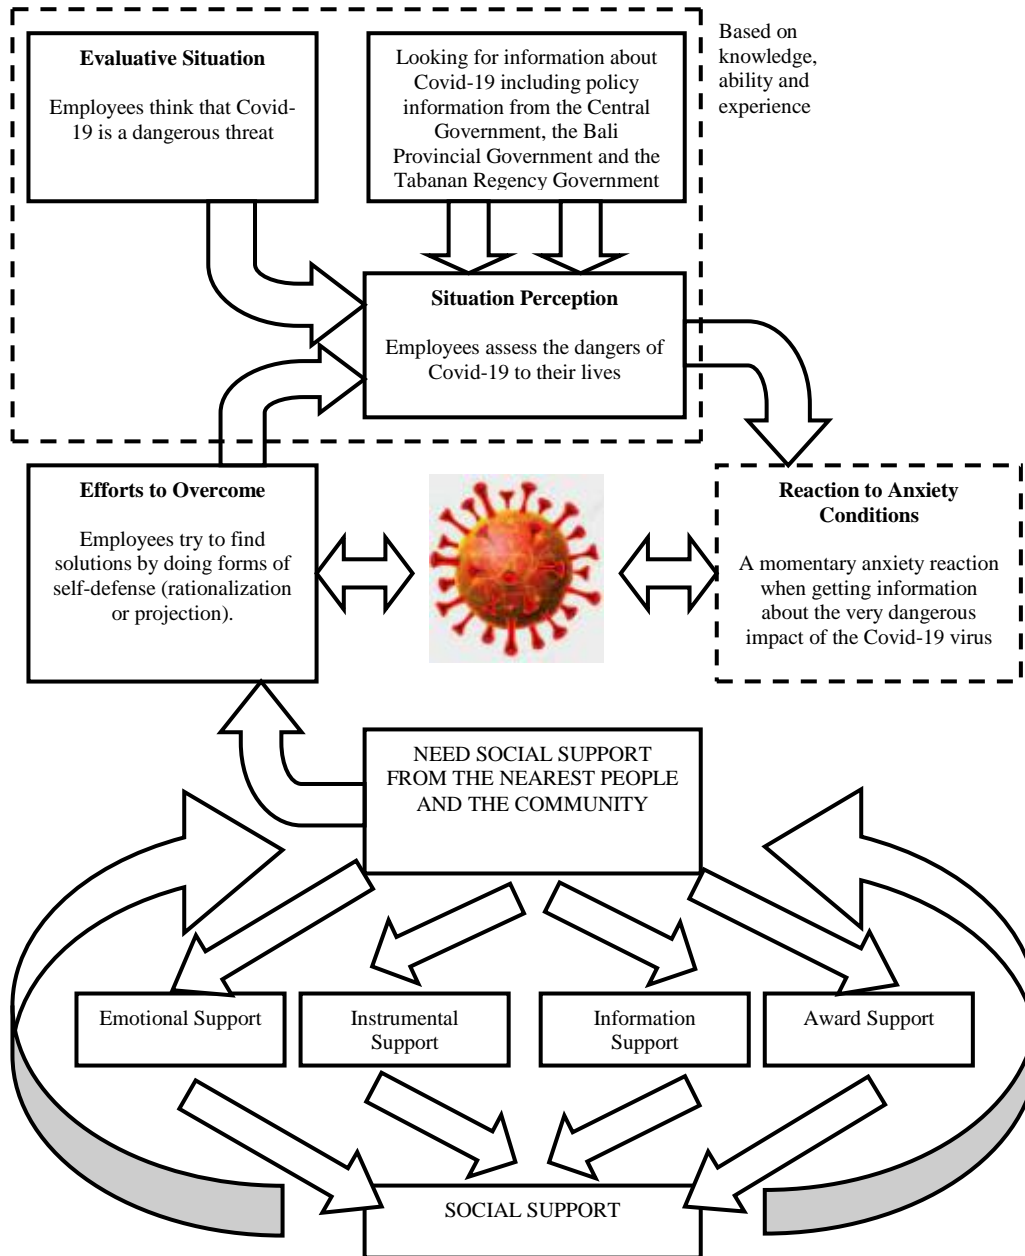 Evaluative Situation
Employees think that Covid-
19 is a dangerous threat
Looking for information about
Covid-19 including policy
information from the Central
Government, the Bali
Provincial Government and the
Tabanan Regency Government
Based on
knowledge,
ability and
experience
Situation Perception
Employees assess the dangers of
Covid-19 to their lives
Efforts to Overcome
Employees try to find
solutions by doing forms of
self-defense (rationalization
or projection).
Reaction to Anxiety
Conditions
A momentary anxiety reaction
when getting information
about the very dangerous
impact of the Covid-19 virus
NEED SOCIAL SUPPORT
FROM THE NEAREST PEOPLE
AND THE COMMUNITY
Emotional Support
Instrumental
Support
Information
Support
Award Support
SOCIAL SUPPORT